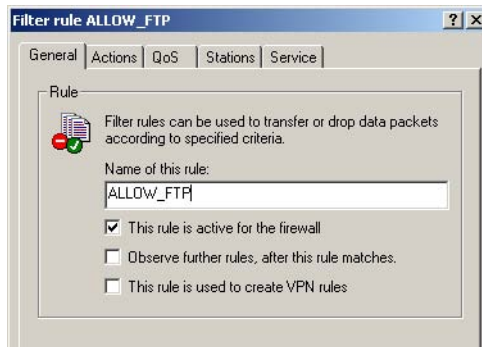 Filter rule ALLOW_FTP
General Actions QoS Stations Service
Rule
Filter rules can be used to transfer or drop data packets
according to specified criteria.
Name of this rule:
ALLOW_FTP
This rule is active for the firewall
Observe further rules, after this rule matches.
This rule is used to create VPN rules